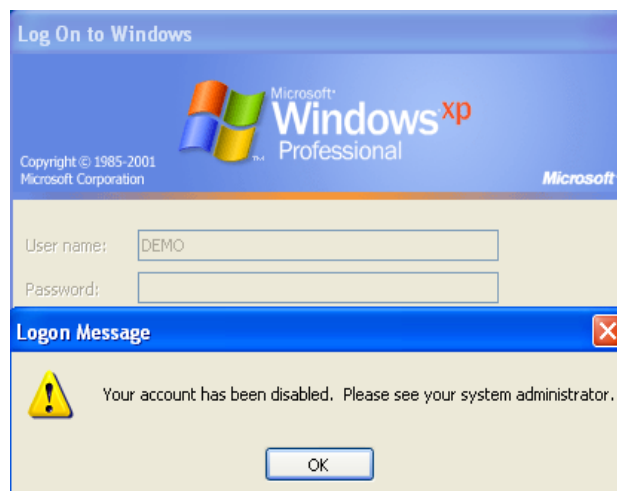 Log On to Windows
Microsoft®
Windows xp
Professional
Copyright © 1985-2001
Microsoft Corporation
Microsoft
User name:
DEMO
Password:
Logon Message
Your account has been disabled. Please see your system administrator.
OK